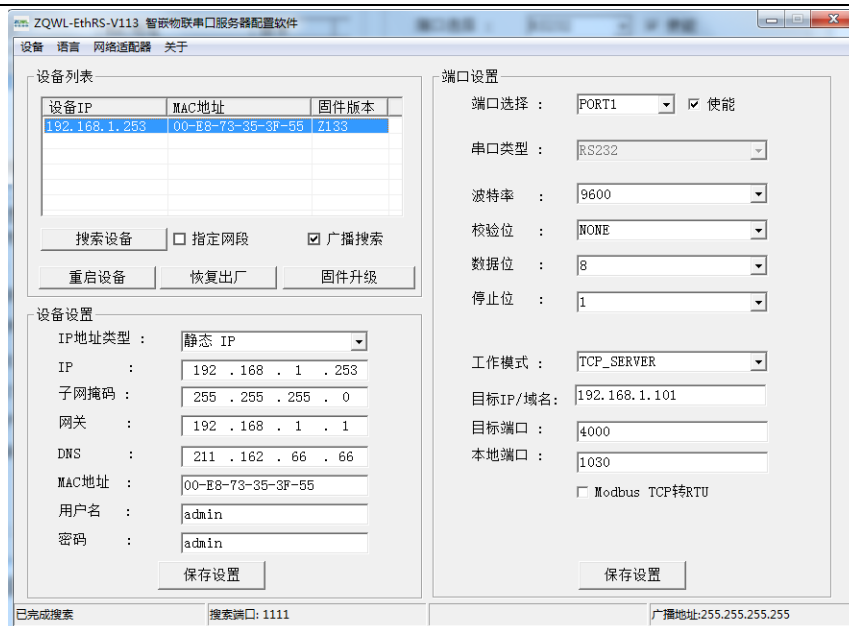 ZQWL-EthRS-V113 智嵌物联串口服务器配置软件
设备 语言 网络适配器 关于
设备列表
设备IP MAC地址 固件版本
192.168.1.253 00-E8-73-35-3F-55 Z133
搜索设备 指定网段 广播搜索
重启设备 恢复出厂 固件升级
设备设置
IP地址类型 : 静态 IP
IP : 192 . 168 . 1 . 253
子网掩码 : 255 . 255 . 255 . 0
网关 : 192 . 168 . 1 . 1
DNS : 211 . 162 . 66 . 66
MAC地址 : 00-E8-73-35-3F-55
用户名 : admin
密码 : admin
保存设置
端口设置
端口选择 : PORT1 使能
串口类型 : RS232
波特率 : 9600
校验位 : NONE
数据位 : 8
停止位 : 1
工作模式 : TCP_SERVER
目标IP/域名: 192.168.1.101
目标端口 : 4000
本地端口 : 1030
Modbus TCP转RTU
保存设置
已完成搜索 搜索端口: 1111 广播地址:255.255.255.255